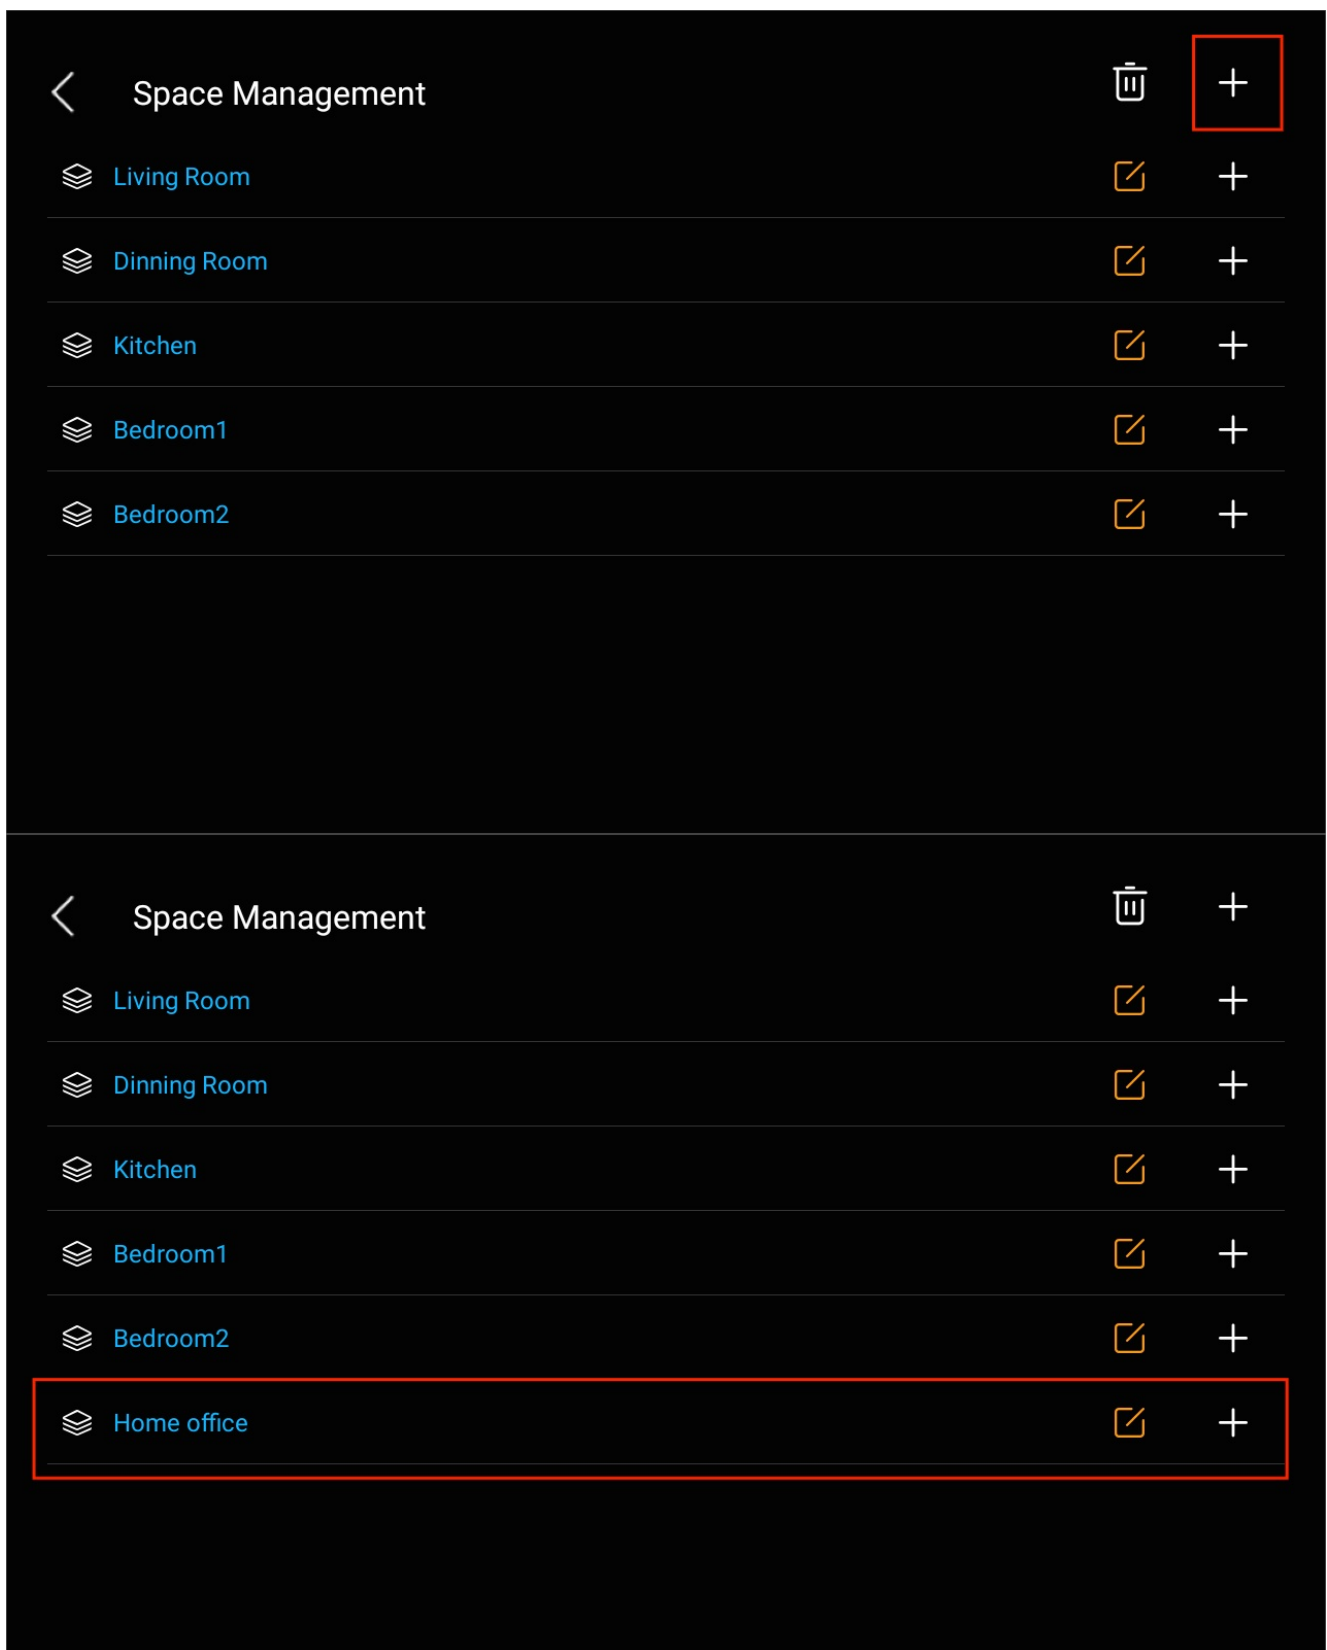 Space Management
Living Room
Dinning Room
Kitchen
Bedroom1
Bedroom2
Space Management
Living Room
Dinning Room
Kitchen
Bedroom1
Bedroom2
Home office